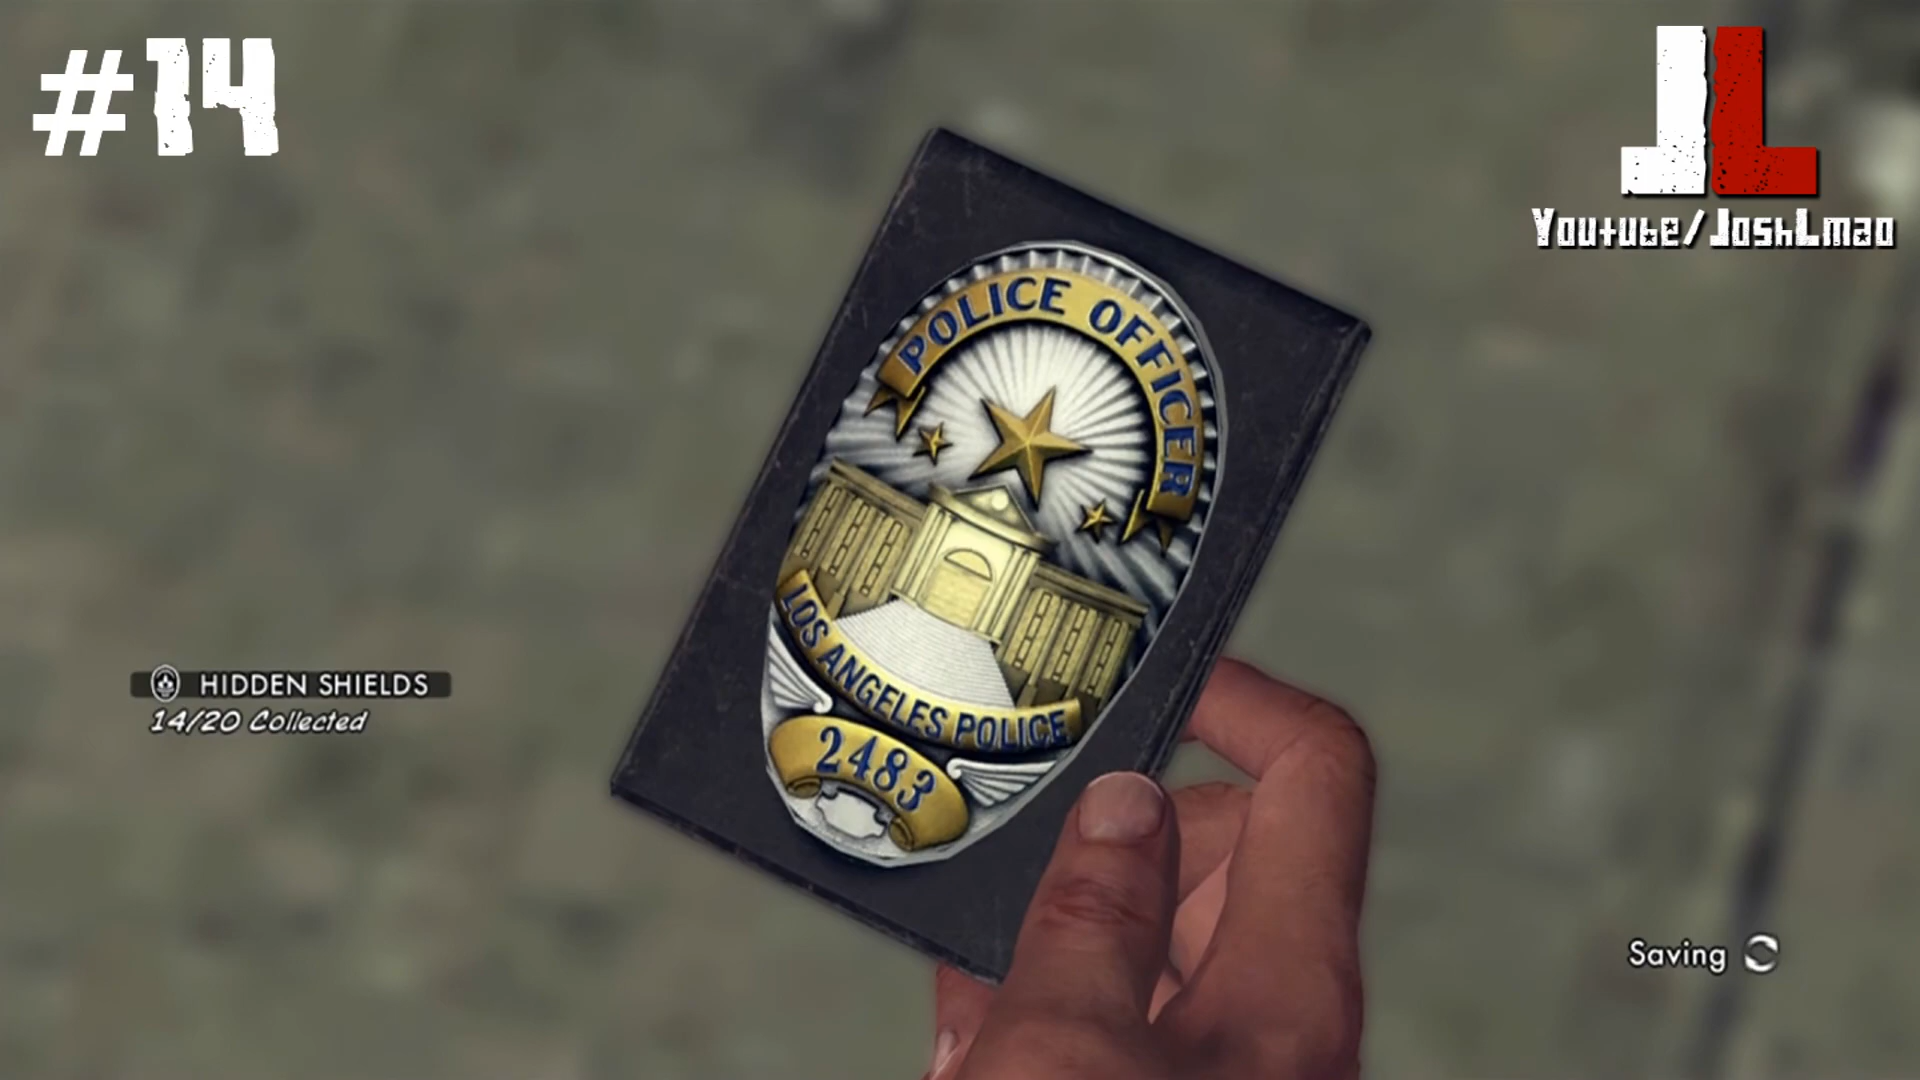 #14
JL
Youtube/JoshLmao
POLICE OFFICER
LOS ANGELES POLICE
2483
HIDDEN SHIELDS
14/20 Collected
Saving